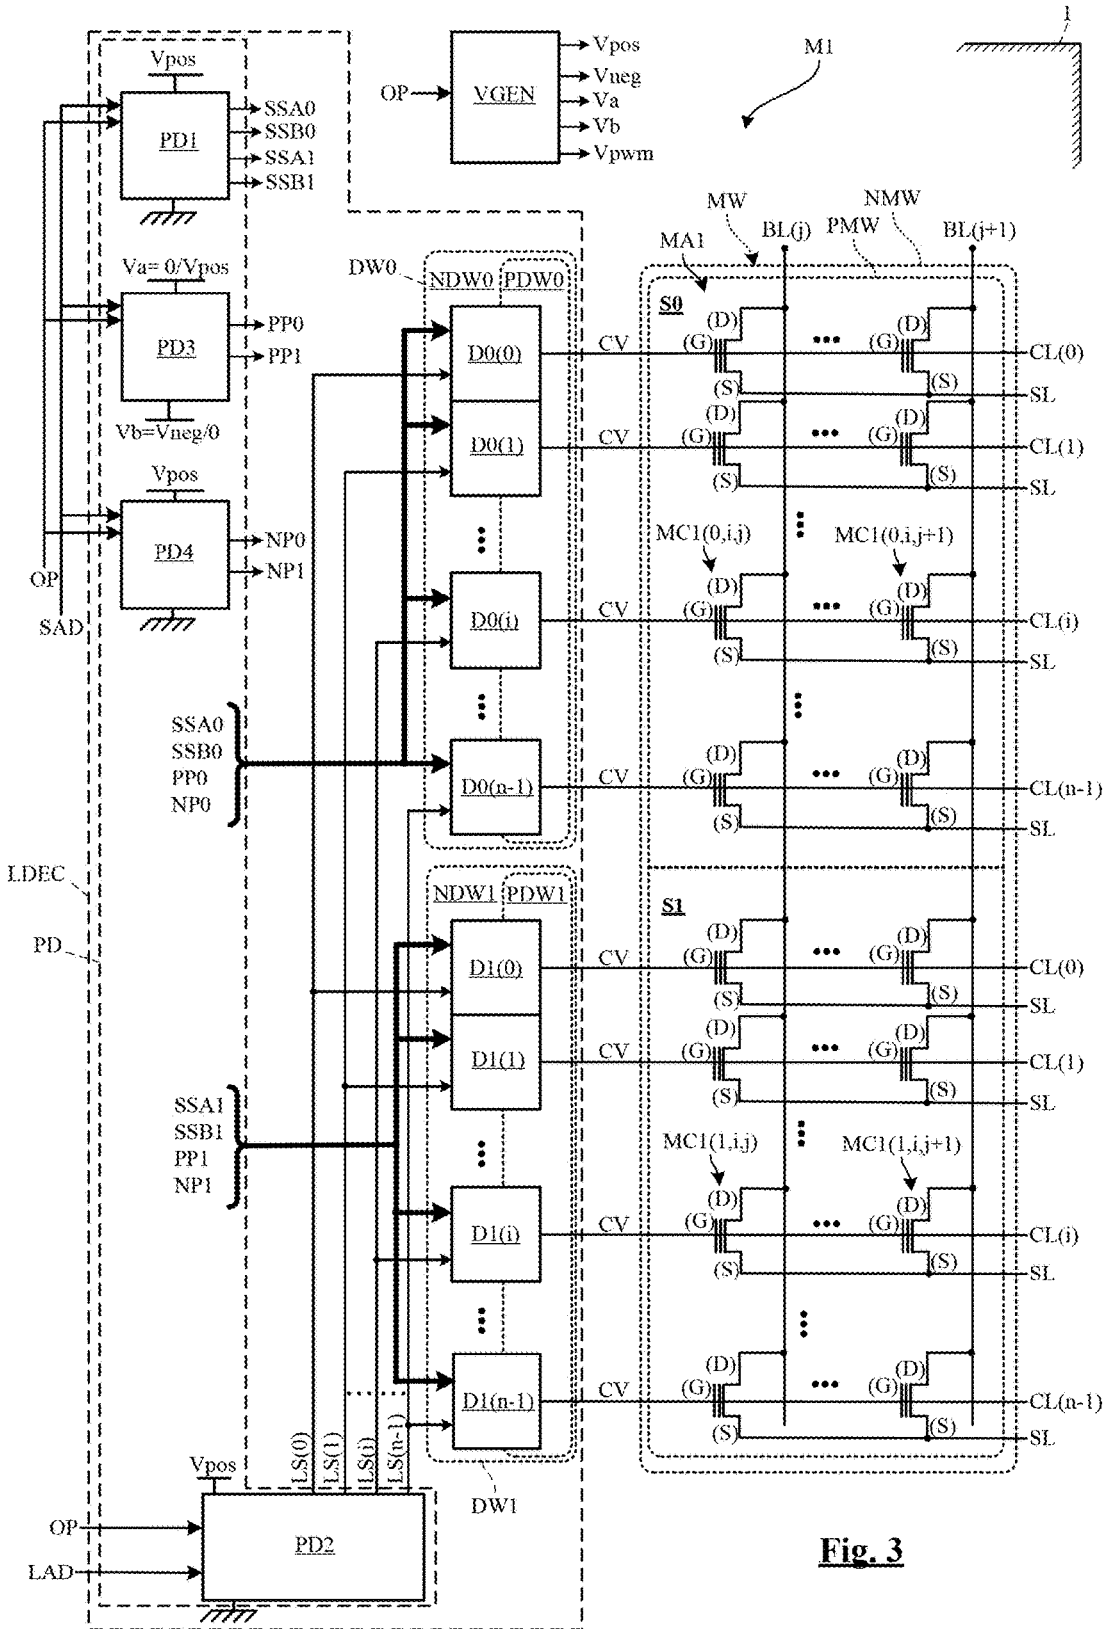 1
M1
Vpos
Vpos
OP
VGEN
Vneg
Va
Vb
Vpwm
PD1
SSA0
SSB0
SSA1
SSB1
MW
NMW
PMW
MA1
BL(j)
BL(j+1)
DW0
NDW0
PDW0
Va= 0/Vpos
PD3
PP0
PP1
Vb=Vneg/0
S0
D0(0)
CV
(G)
(D)
(S)
(G)
(D)
(S)
CL(0)
SL
D0(1)
CV
(G)
(D)
(S)
(G)
(D)
(S)
CL(1)
SL
Vpos
PD4
NP0
NP1
OP
SAD
MC1(0,i,j)
MC1(0,i,j+1)
D0(i)
CV
(G)
(D)
(S)
(G)
(D)
(S)
CL(i)
SL
SSA0
SSB0
PP0
NP0
D0(n-1)
CV
(G)
(D)
(S)
(G)
(D)
(S)
CL(n-1)
SL
LDEC
PD
NDW1
PDW1
S1
D1(0)
CV
(G)
(D)
(S)
(G)
(D)
(S)
CL(0)
SL
D1(1)
CV
(G)
(D)
(S)
(G)
(D)
(S)
CL(1)
SL
SSA1
SSB1
PP1
NP1
MC1(1,i,j)
MC1(1,i,j+1)
D1(i)
CV
(G)
(D)
(S)
(G)
(D)
(S)
CL(i)
SL
D1(n-1)
CV
(G)
(D)
(S)
(G)
(D)
(S)
CL(n-1)
SL
LS(0)
LS(1)
LS(i)
LS(n-1)
DW1
Vpos
OP
LAD
PD2
Fig. 3